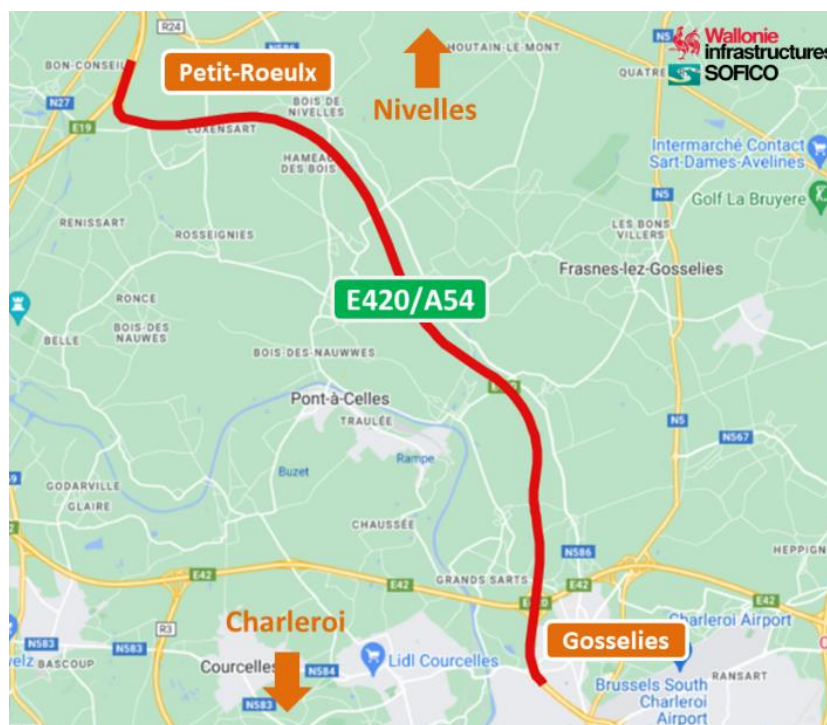 Wallonie
infrastructures
SOFICO
R24
N586
HOUTAIN-LE-MONT
N5
QUATRE
BON-CONSEIL
Petit-Roeulx
Nivelles
N27
BOIS DE
NIVELLES
E19
LUXENSART
Intermarché Contact
Sart-Dames-Avelines
HAMEAU
DES BOIS
N5
Golf La Bruyere
RENISSART
ROSSEIGNIES
LES BONS
VILLERS
Frasnes-lez-Gosselies
RONCE
E420/A54
BOIS-DES
NAUWES
BELLE
BOIS-DES-NAUWWES
Pont-à-Celles
TRAULÉE
N5
N567
Buzet
Rampe
GODARVILLE
GLAIRE
CHAUSSÉE
N586
HEPPIGN
E42
E42
GRANDS SARTS
E42
E42
Charleroi
R3
Charleroi Airport
N583
Gosselies
BASCOUP
Courcelles
N584
Lidl Courcelles
RANSART
N583
Brussels South
Charleroi
Airport